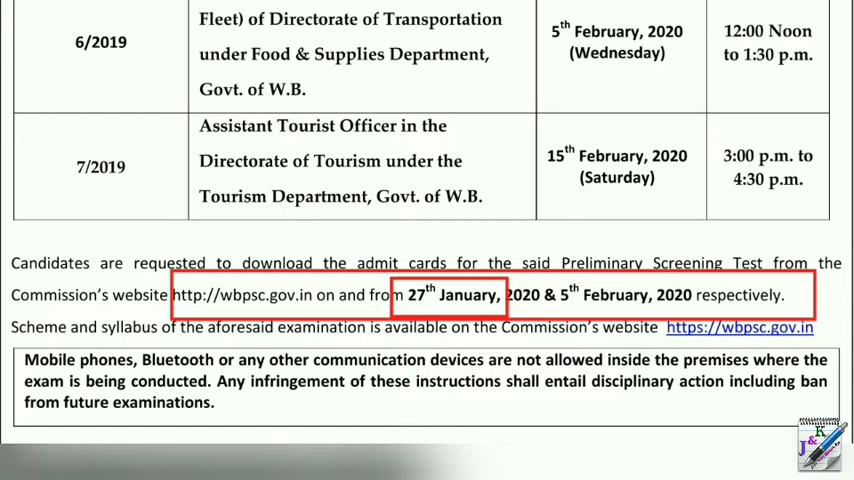 Fleet) of Directorate of Transportation
6/2019
under Food & Supplies Department,
Govt. of W.B.
5th February, 2020
(Wednesday)
12:00 Noon
to 1:30 p.m.
7/2019
Assistant Tourist Officer in the
Directorate of Tourism under the
Tourism Department, Govt. of W.B.
15th February, 2020
(Saturday)
3:00 p.m. to
4:30 p.m.
Candidates are requested to download the admit cards for the said Preliminary Screening Test from the
Commission's website http://wbpsc.gov.in on and from 27th January, 2020 & 5th February, 2020 respectively.
Scheme and syllabus of the aforesaid examination is available on the Commission's website https://wbpsc.gov.in
Mobile phones, Bluetooth or any other communication devices are not allowed inside the premises where the
exam is being conducted. Any infringement of these instructions shall entail disciplinary action including ban
from future examinations.
J&K